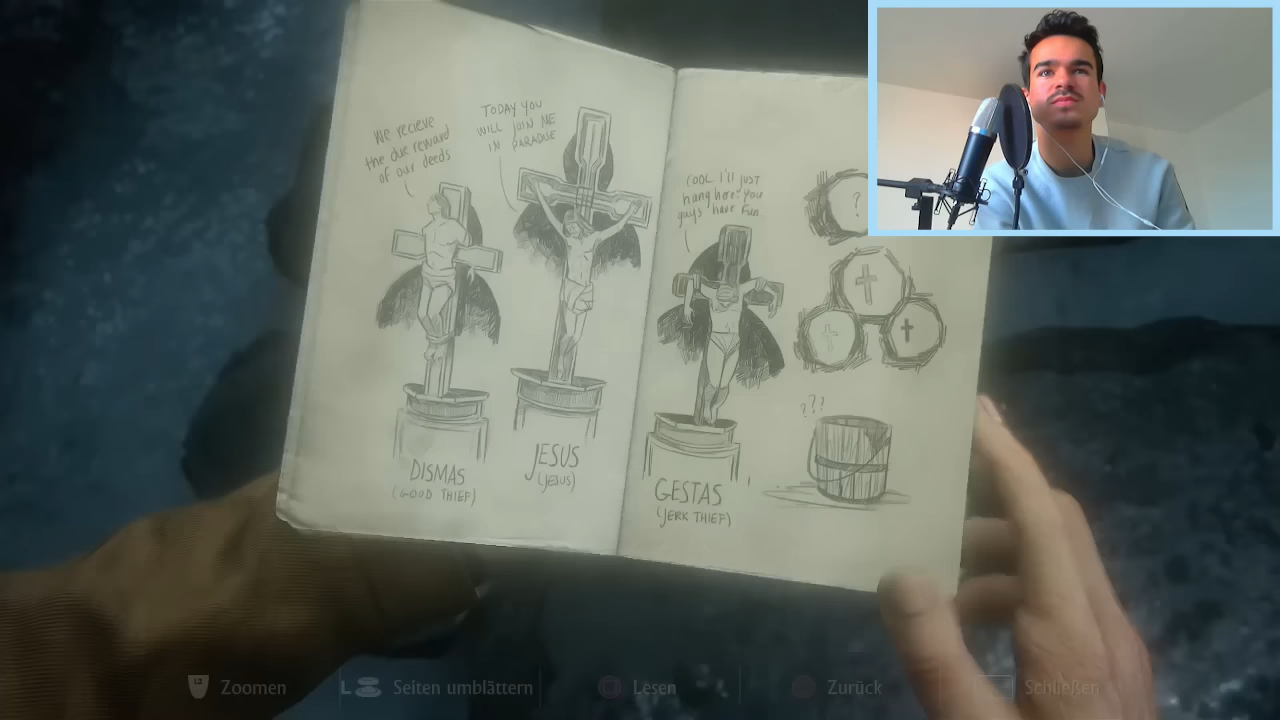 We recieve
the due reward
of our deeds
TODAY YOU
WILL JOIN ME
IN PARADISE
COOL I'll JUST
hang here. you
guys have fun
?
DISMAS
(GOOD THIEF)
JESUS
(JESUS)
GESTAS
(JERK THIEF)
???
L2 Zoomen
L Seiten umblättern
Lesen
Zurück
Schließen